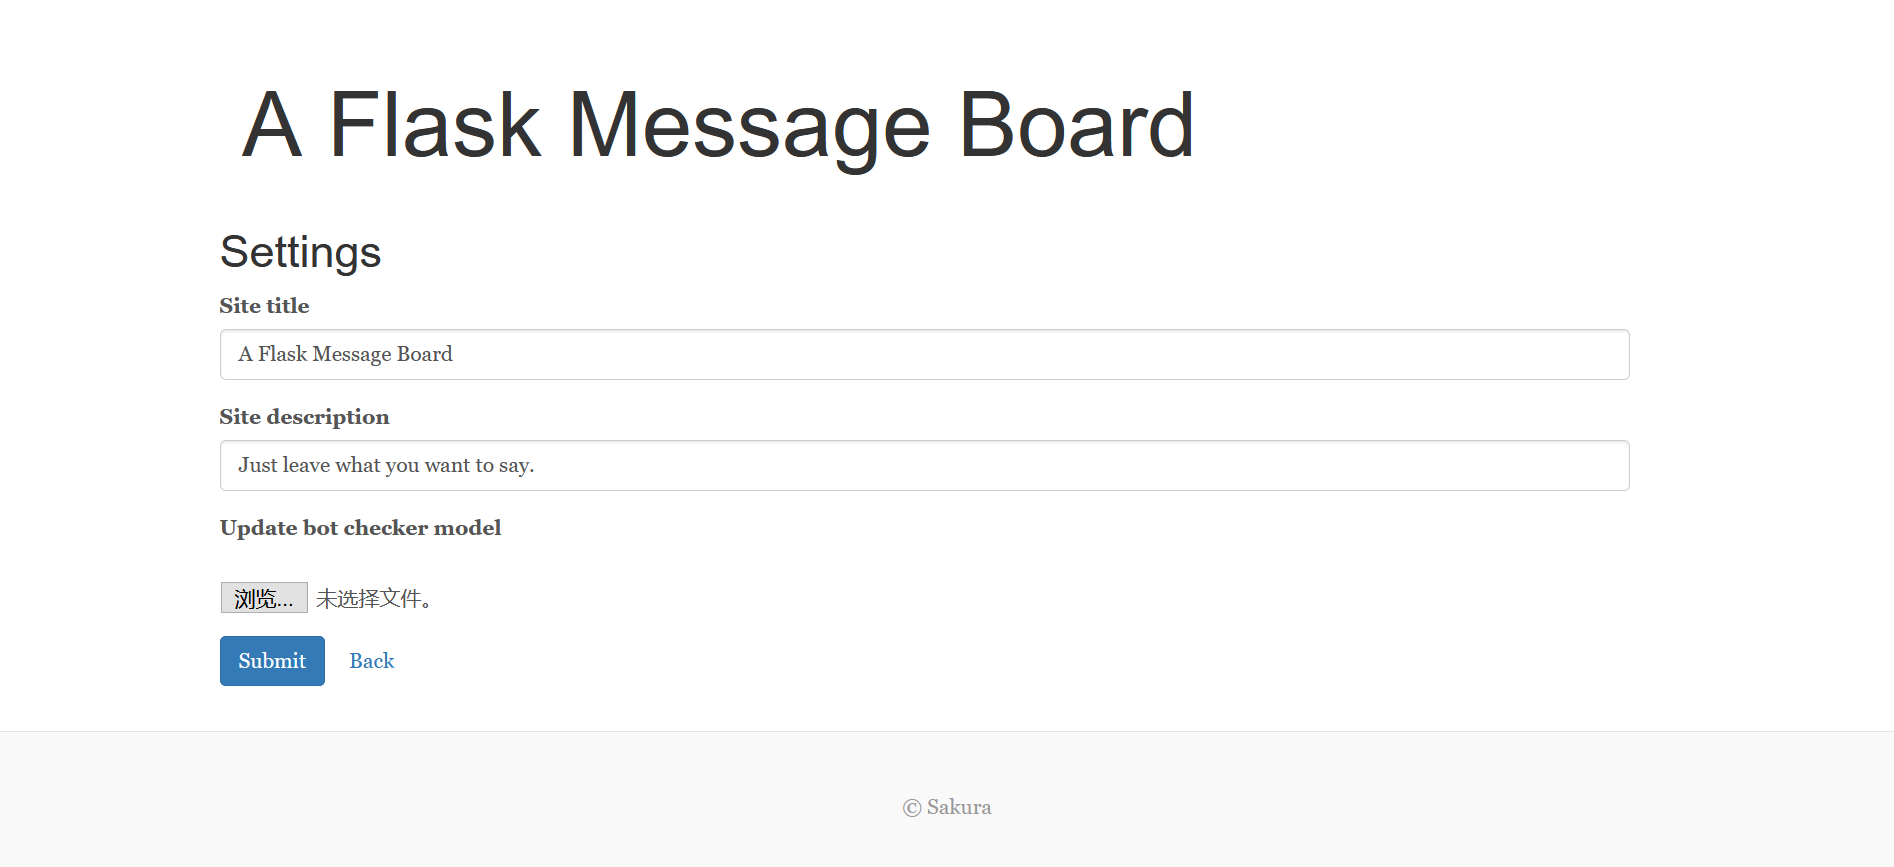 A Flask Message Board
Settings
Site title
A Flask Message Board
Site description
Just leave what you want to say.
Update bot checker model
浏览... 未选择文件。
Submit Back
© Sakura